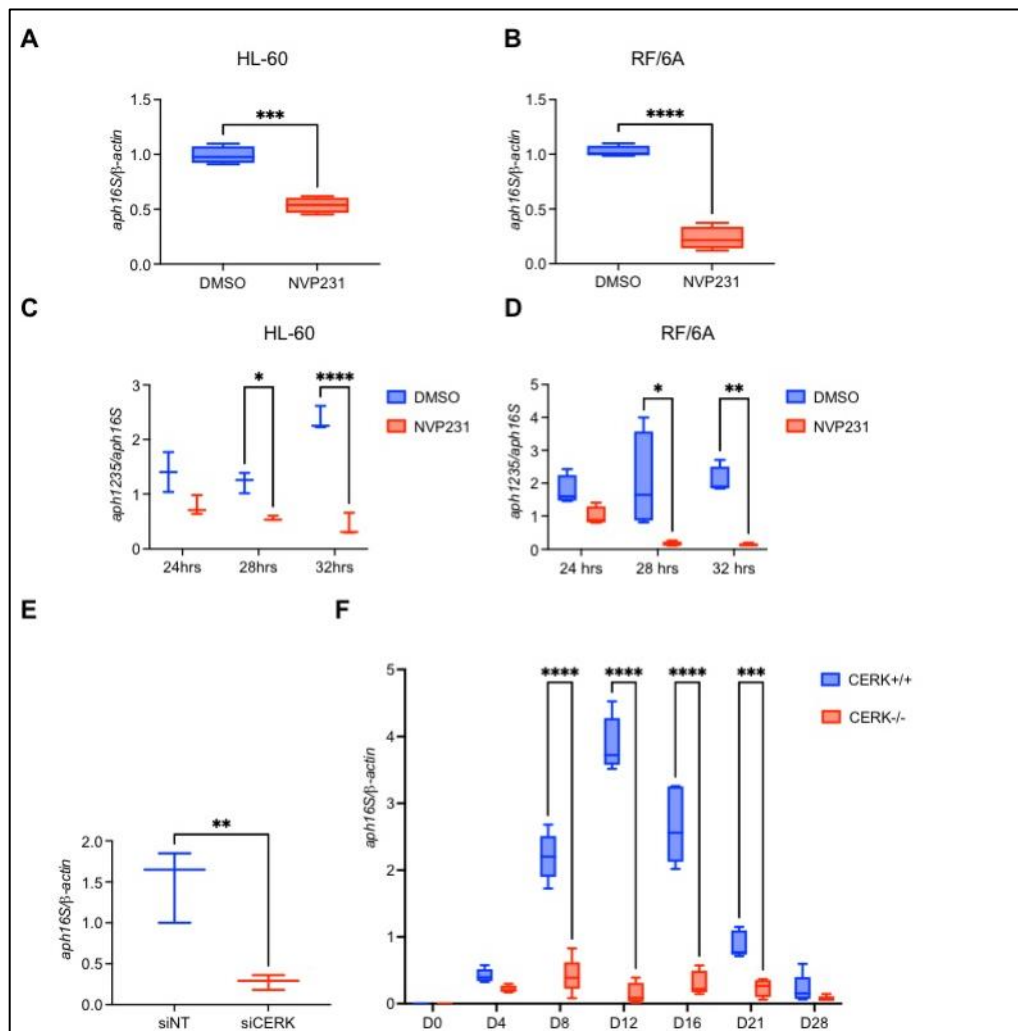 A
HL-60
***
aph16S/β-actin
1.5
1.0
0.5
0.0
DMSO NVP231
B
RF/6A
****
aph16S/β-actin
1.5
1.0
0.5
0.0
DMSO NVP231
C
HL-60
* ****
aph1235/aph16S
3
2
1
0
24hrs 28hrs 32hrs
DMSO
NVP231
D
RF/6A
* **
aph1235/aph16S
5
4
3
2
1
0
24 hrs 28 hrs 32 hrs
DMSO
NVP231
E
**
aph16S/β-actin
2.0
1.5
1.0
0.5
0.0
siNT siCERK
F
**** **** **** ***
aph16S/β-actin
5
4
3
2
1
0
D0 D4 D8 D12 D16 D21 D28
CERK+/+
CERK-/-